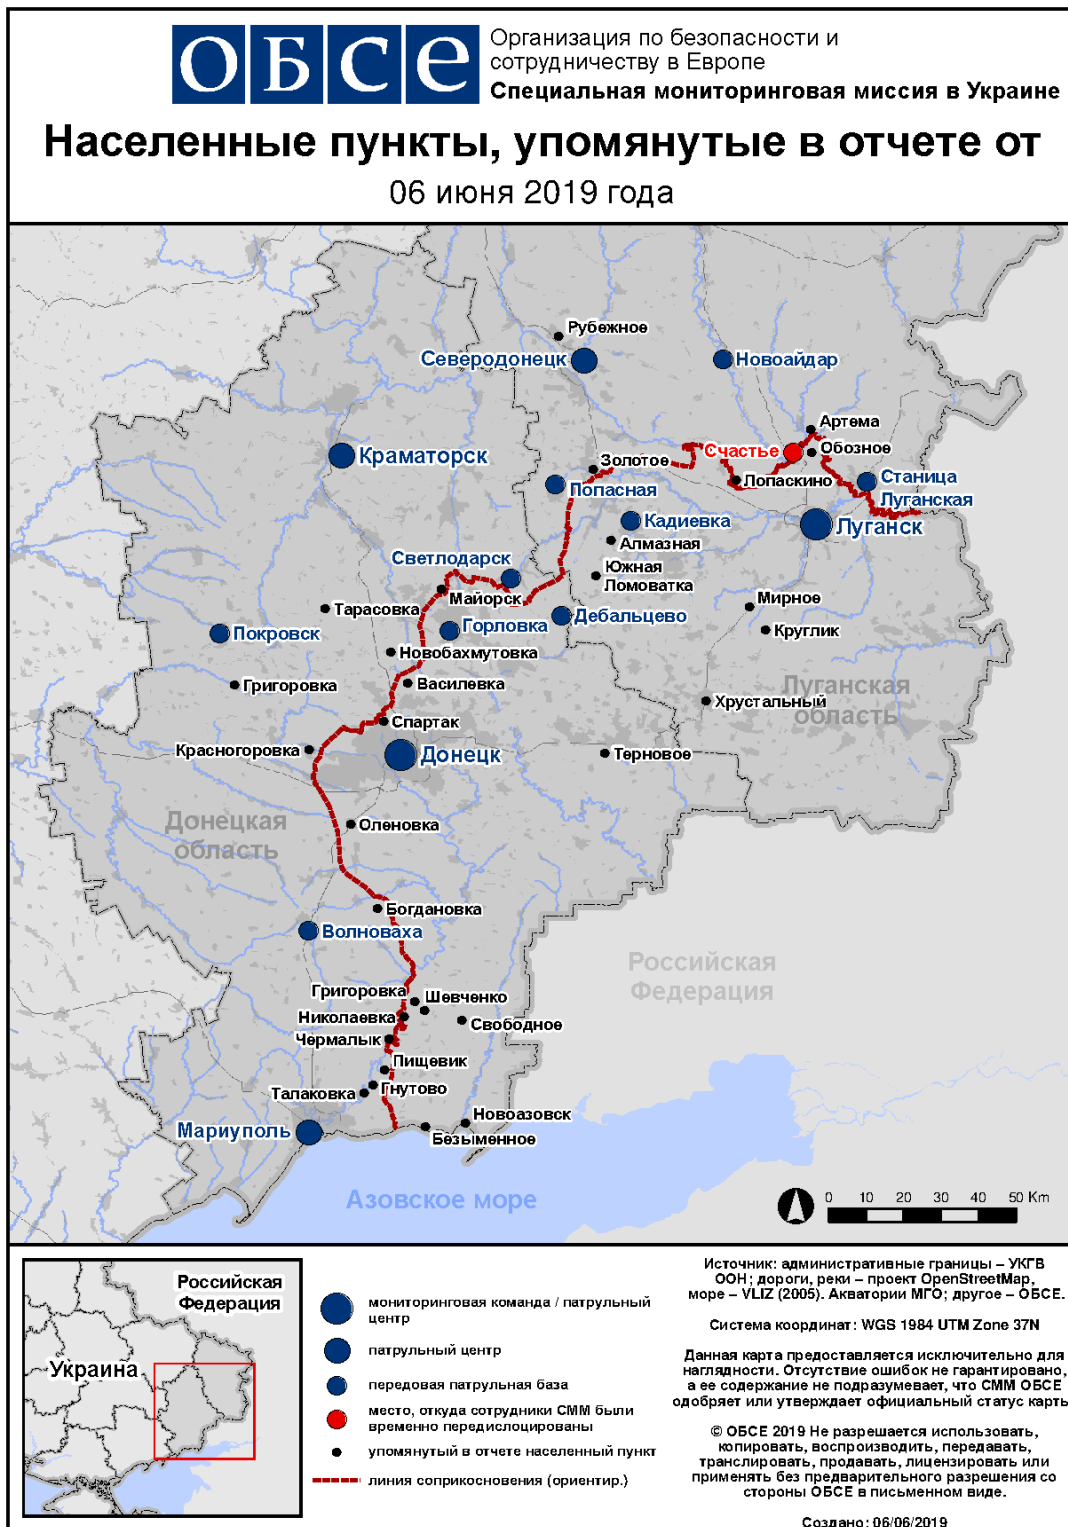 ОБСЕ
Организация по безопасности и
сотрудничеству в Европе
Специальная мониторинговая миссия в Украине
Населенные пункты, упомянутые в отчете от
06 июня 2019 года
Рубежное
Северодонецк
Новоайдар
Артема
Счастье
Обозное
Краматорск
Золотое
Лопаскино
Станица
Луганская
Попасная
Кадиевка
Луганск
Алмазная
Светлодарск
Южная
Ломоватка
Майорск
Тарасовка
Мирное
Дебальцево
Горловка
Покровск
Круглик
Новобахмутовка
Григоровка
Василевка
Луганская
область
Хрустальный
Спартак
Красногоровка
Донецк
Терновое
Донецкая
область
Оленовка
Богдановка
Волноваха
Российская
Федерация
Григоровка
Шевченко
Николаевка
Свободное
Чермалык
Пищевик
Гнутово
Талаковка
Новоазовск
Мариуполь
Безыменное
Азовское море
0 10 20 30 40 50 Km
Российская
Федерация
Украина
мониторинговая команда / патрульный
центр
патрульный центр
передовая патрульная база
место, откуда сотрудники СММ были
временно передислоцированы
упомянутый в отчете населенный пункт
линия соприкосновения (ориентир.)
Источник: административные границы – УКГВ
ООН; дороги, реки – проект OpenStreetMap,
море – VLIZ (2005). Акватории МГО; другое – ОБСЕ.
Система координат: WGS 1984 UTM Zone 37N
Данная карта предоставляется исключительно для
наглядности. Отсутствие ошибок не гарантировано,
а ее содержание не подразумевает, что СММ ОБСЕ
одобряет или утверждает официальный статус карты
© ОБСЕ 2019 Не разрешается использовать,
копировать, воспроизводить, передавать,
транслировать, продавать, лицензировать или
применять без предварительного разрешения со
стороны ОБСЕ в письменном виде.
Создано: 06/06/2019